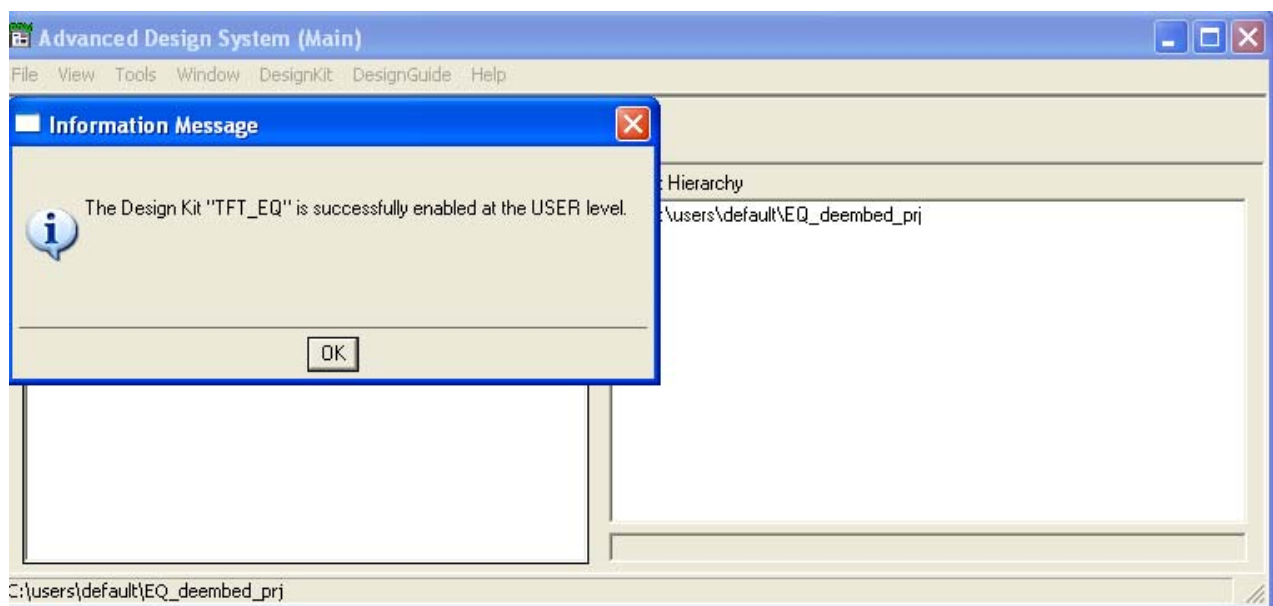 Advanced Design System (Main)
File View Tools Window DesignKit DesignGuide Help
Information Message
The Design Kit "TFT_EQ" is successfully enabled at the USER level.
OK
: Hierarchy
:\users\default\EQ_deembed_prj
C:\users\default\EQ_deembed_prj